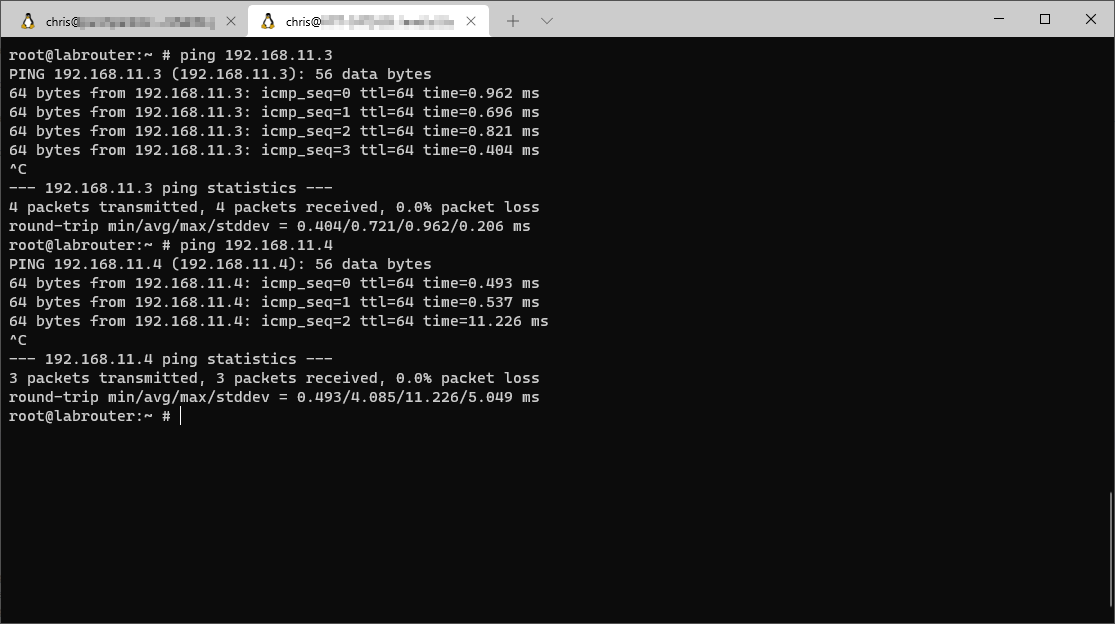 chris@
chris@
root@labrouter:~ # ping 192.168.11.3
PING 192.168.11.3 (192.168.11.3): 56 data bytes
64 bytes from 192.168.11.3: icmp_seq=0 ttl=64 time=0.962 ms
64 bytes from 192.168.11.3: icmp_seq=1 ttl=64 time=0.696 ms
64 bytes from 192.168.11.3: icmp_seq=2 ttl=64 time=0.821 ms
64 bytes from 192.168.11.3: icmp_seq=3 ttl=64 time=0.404 ms
^C
--- 192.168.11.3 ping statistics ---
4 packets transmitted, 4 packets received, 0.0% packet loss
round-trip min/avg/max/stddev = 0.404/0.721/0.962/0.206 ms
root@labrouter:~ # ping 192.168.11.4
PING 192.168.11.4 (192.168.11.4): 56 data bytes
64 bytes from 192.168.11.4: icmp_seq=0 ttl=64 time=0.493 ms
64 bytes from 192.168.11.4: icmp_seq=1 ttl=64 time=0.537 ms
64 bytes from 192.168.11.4: icmp_seq=2 ttl=64 time=11.226 ms
^C
--- 192.168.11.4 ping statistics ---
3 packets transmitted, 3 packets received, 0.0% packet loss
round-trip min/avg/max/stddev = 0.493/4.085/11.226/5.049 ms
root@labrouter:~ #